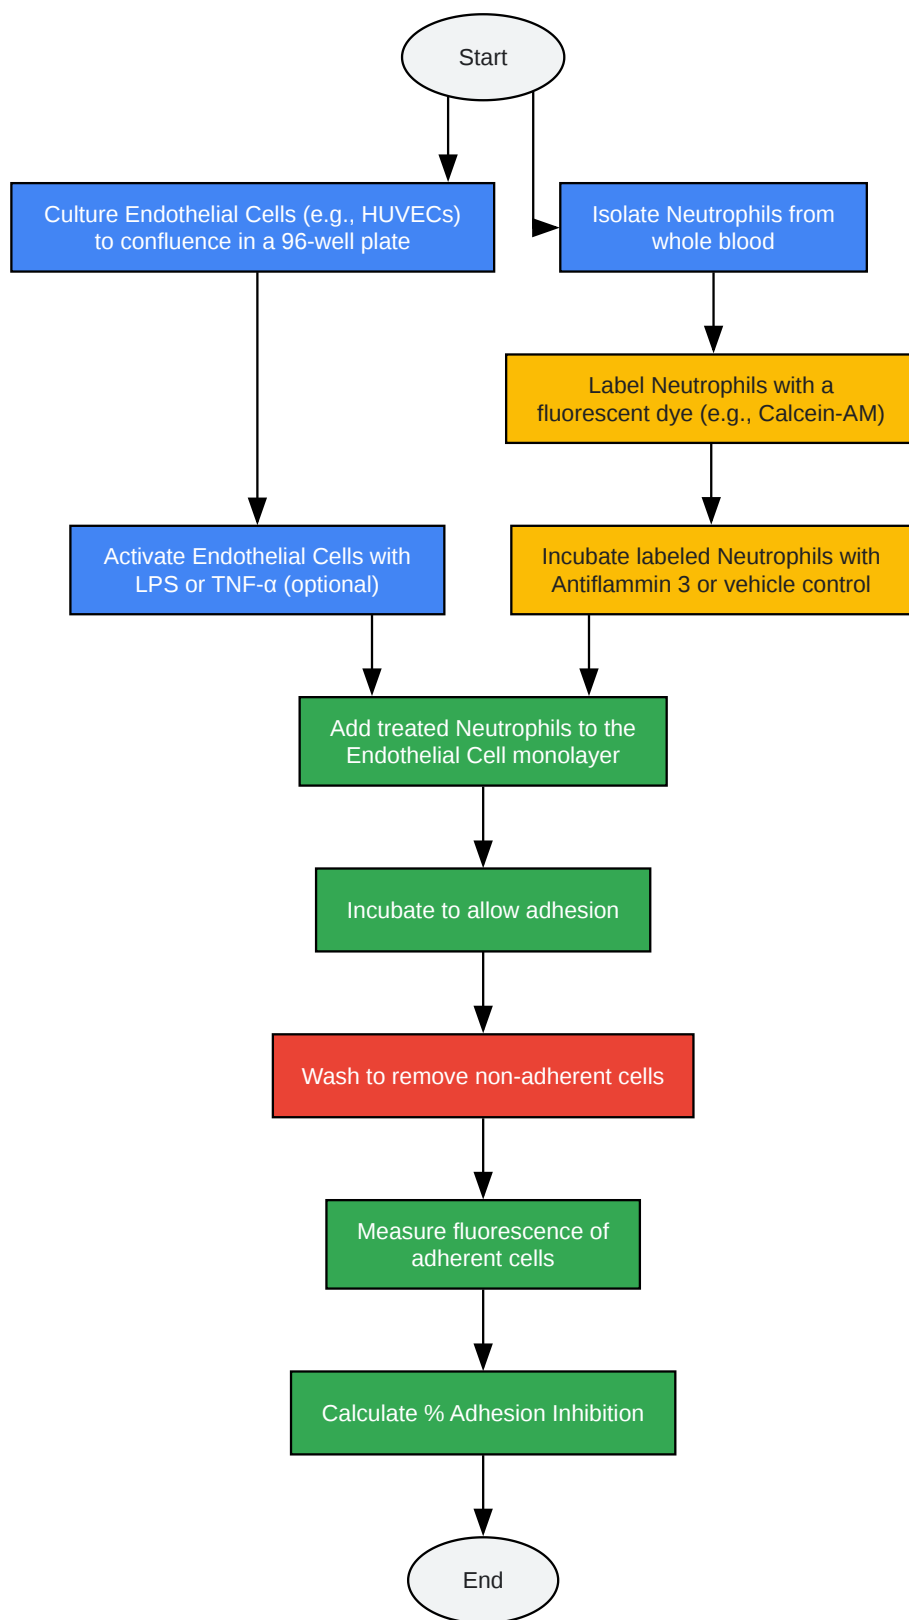 Start
Culture Endothelial Cells (e.g., HUVECs)
to confluence in a 96-well plate
Isolate Neutrophils from
whole blood
Label Neutrophils with a
fluorescent dye (e.g., Calcein-AM)
Activate Endothelial Cells with
LPS or TNF-α (optional)
Incubate labeled Neutrophils with
Antiflammin 3 or vehicle control
Add treated Neutrophils to the
Endothelial Cell monolayer
Incubate to allow adhesion
Wash to remove non-adherent cells
Measure fluorescence of
adherent cells
Calculate % Adhesion Inhibition
End